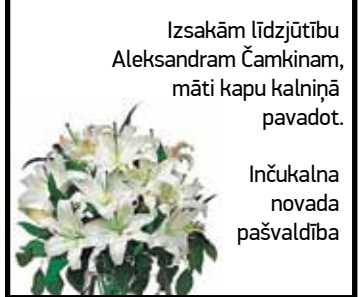 Izsakām līdzjūtību
Aleksandram Čamkinam,
māti kapu kalniņā
pavadot.
Inčukalna
novada
pašvaldība